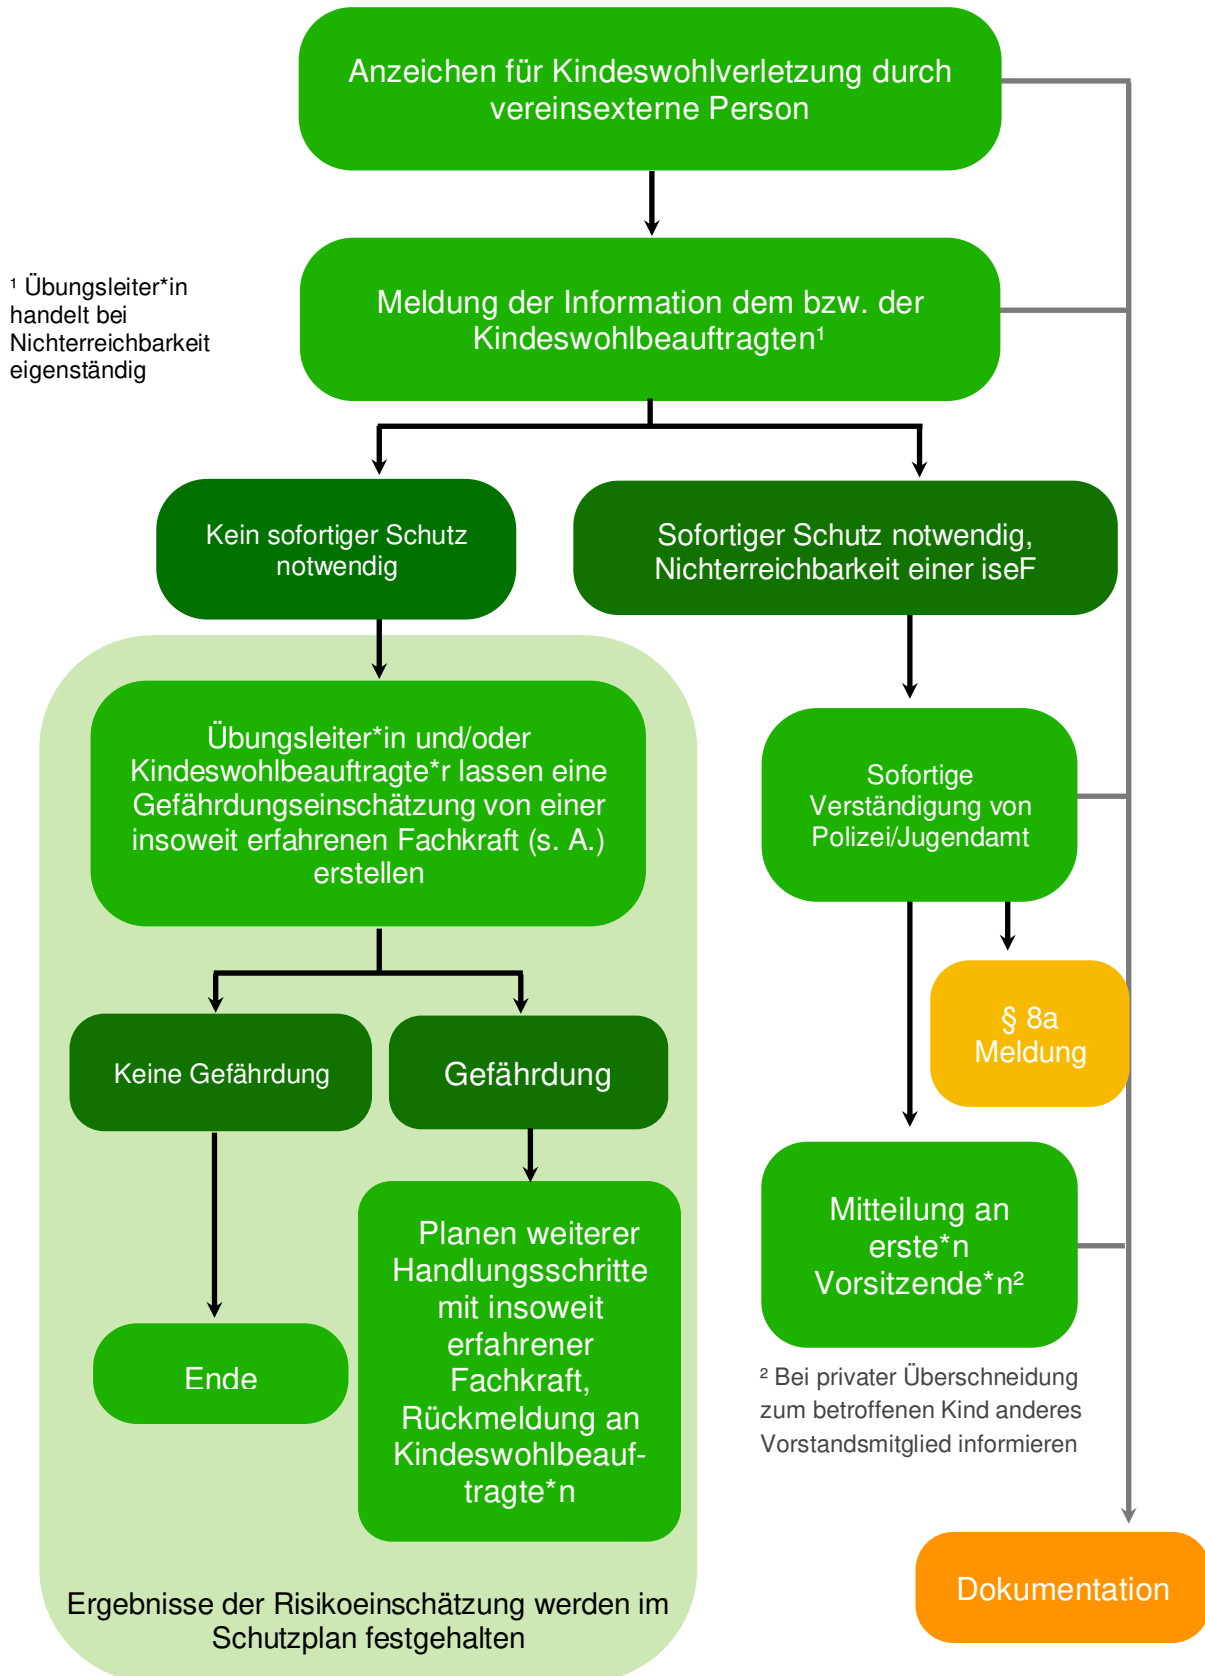 Anzeichen für Kindeswohlverletzung durch
vereinsexterne Person
¹ Übungsleiter*in
handelt bei
Nichterreichbarkeit
eigenständig
Meldung der Information dem bzw. der
Kindeswohlbeauftragten¹
Kein sofortiger Schutz
notwendig
Sofortiger Schutz notwendig,
Nichterreichbarkeit einer iseF
Übungsleiter*in und/oder
Kindeswohlbeauftragte*r lassen eine
Gefährdungseinschätzung von einer
insoweit erfahrenen Fachkraft (s. A.)
erstellen
Sofortige
Verständigung von
Polizei/Jugendamt
§ 8a
Meldung
Keine Gefährdung
Gefährdung
Mitteilung an
erste*n
Vorsitzende*n²
Planen weiterer
Handlungsschritte
mit insoweit
erfahrener
Fachkraft,
Rückmeldung an
Kindeswohlbeauf-
tragte*n
Ende
² Bei privater Überschneidung
zum betroffenen Kind anderes
Vorstandsmitglied informieren
Ergebnisse der Risikoeinschätzung werden im
Schutzplan festgehalten
Dokumentation